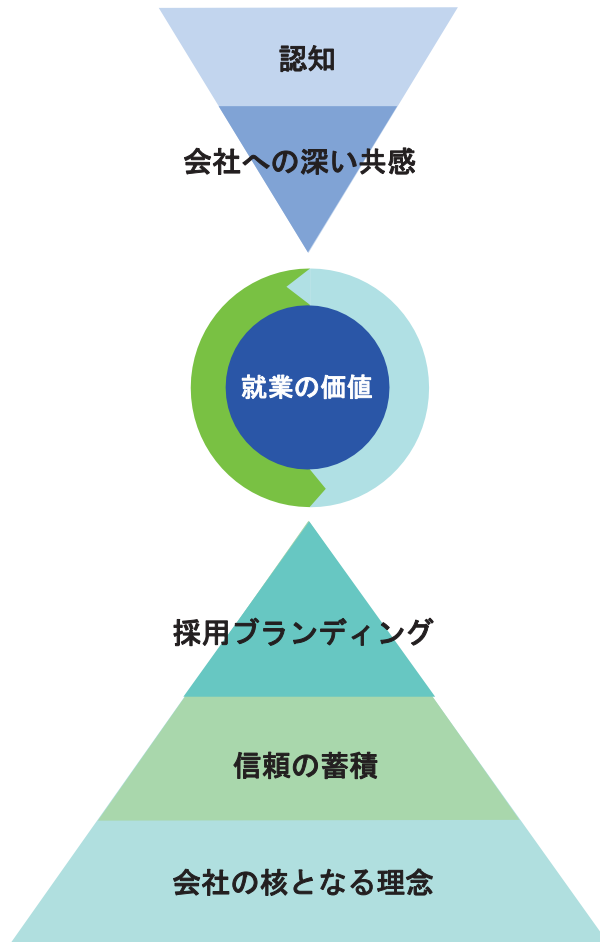 認知
会社への深い共感
就業の価値
採用ブランディング
信頼の蓄積
会社の核となる理念